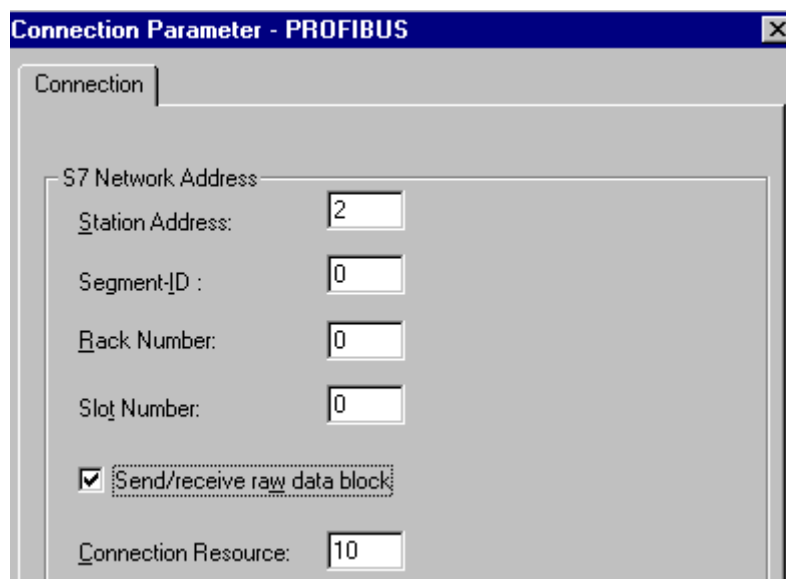 Connection Parameter - PROFIBUS
Connection
S7 Network Address
Station Address: 2
Segment-ID : 0
Rack Number: 0
Slot Number: 0
Send/receive raw data block
Connection Resource: 10